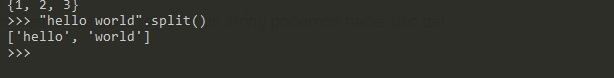 {1, 2, 3}
>>> "hello world".split()
['hello', 'world']
>>>